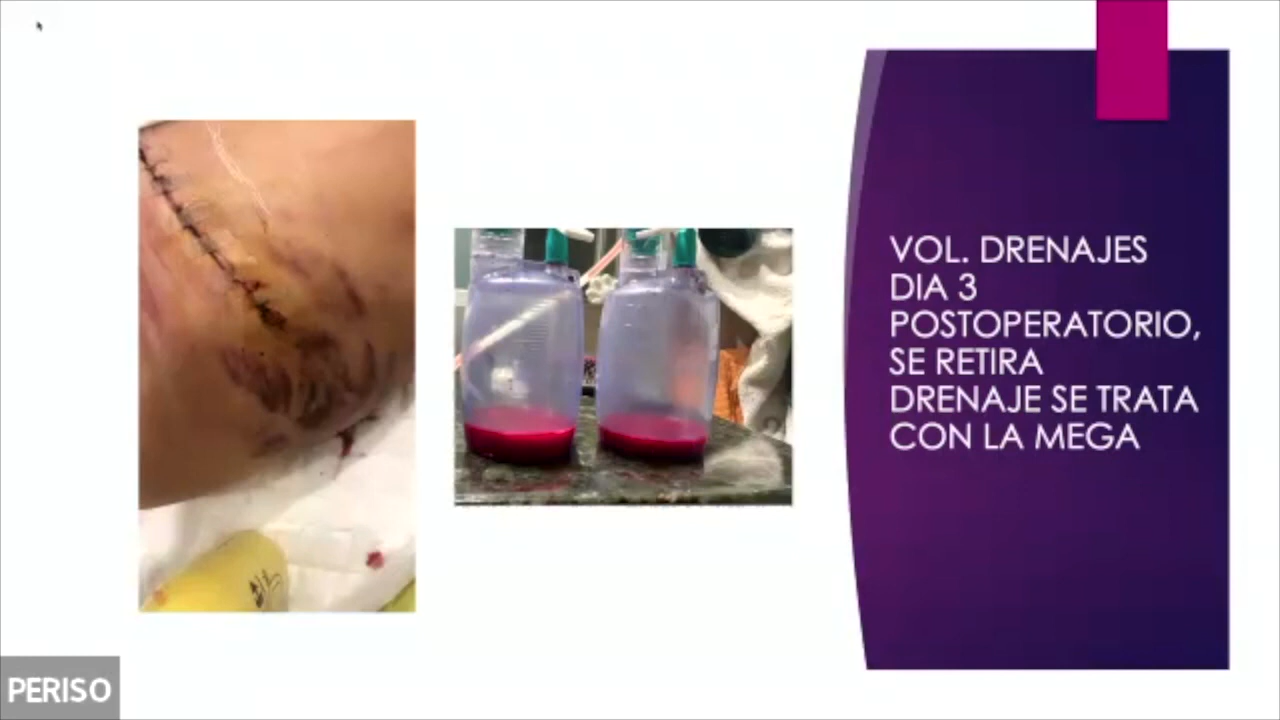 VOL. DRENAJES
DIA 3
POSTOPERATORIO,
SE RETIRA
DRENAJE SE TRATA
CON LA MEGA
PERISO